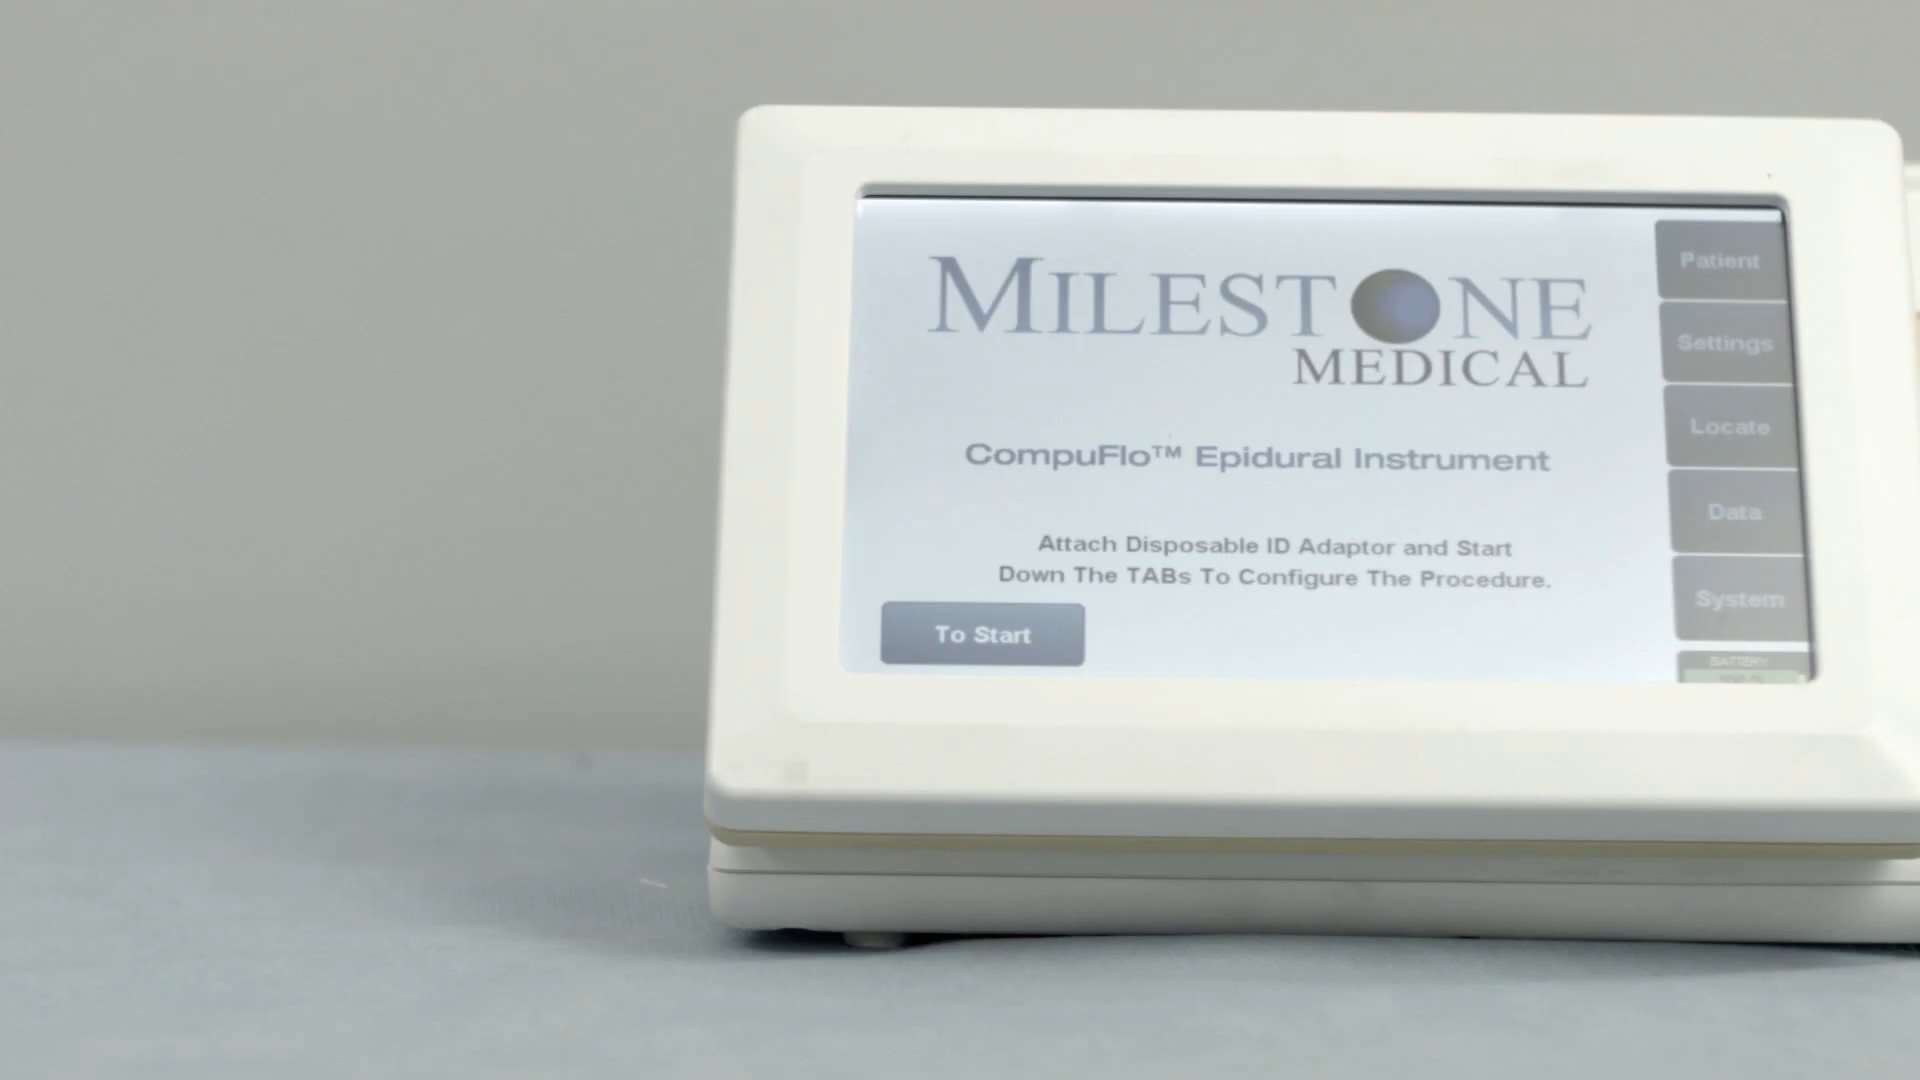 MILESTONE
MEDICAL
CompuFlo™ Epidural Instrument
Attach Disposable ID Adaptor and Start
Down The TABs To Configure The Procedure.
To Start
Patient
Settings
Locate
Data
System
BATTERY